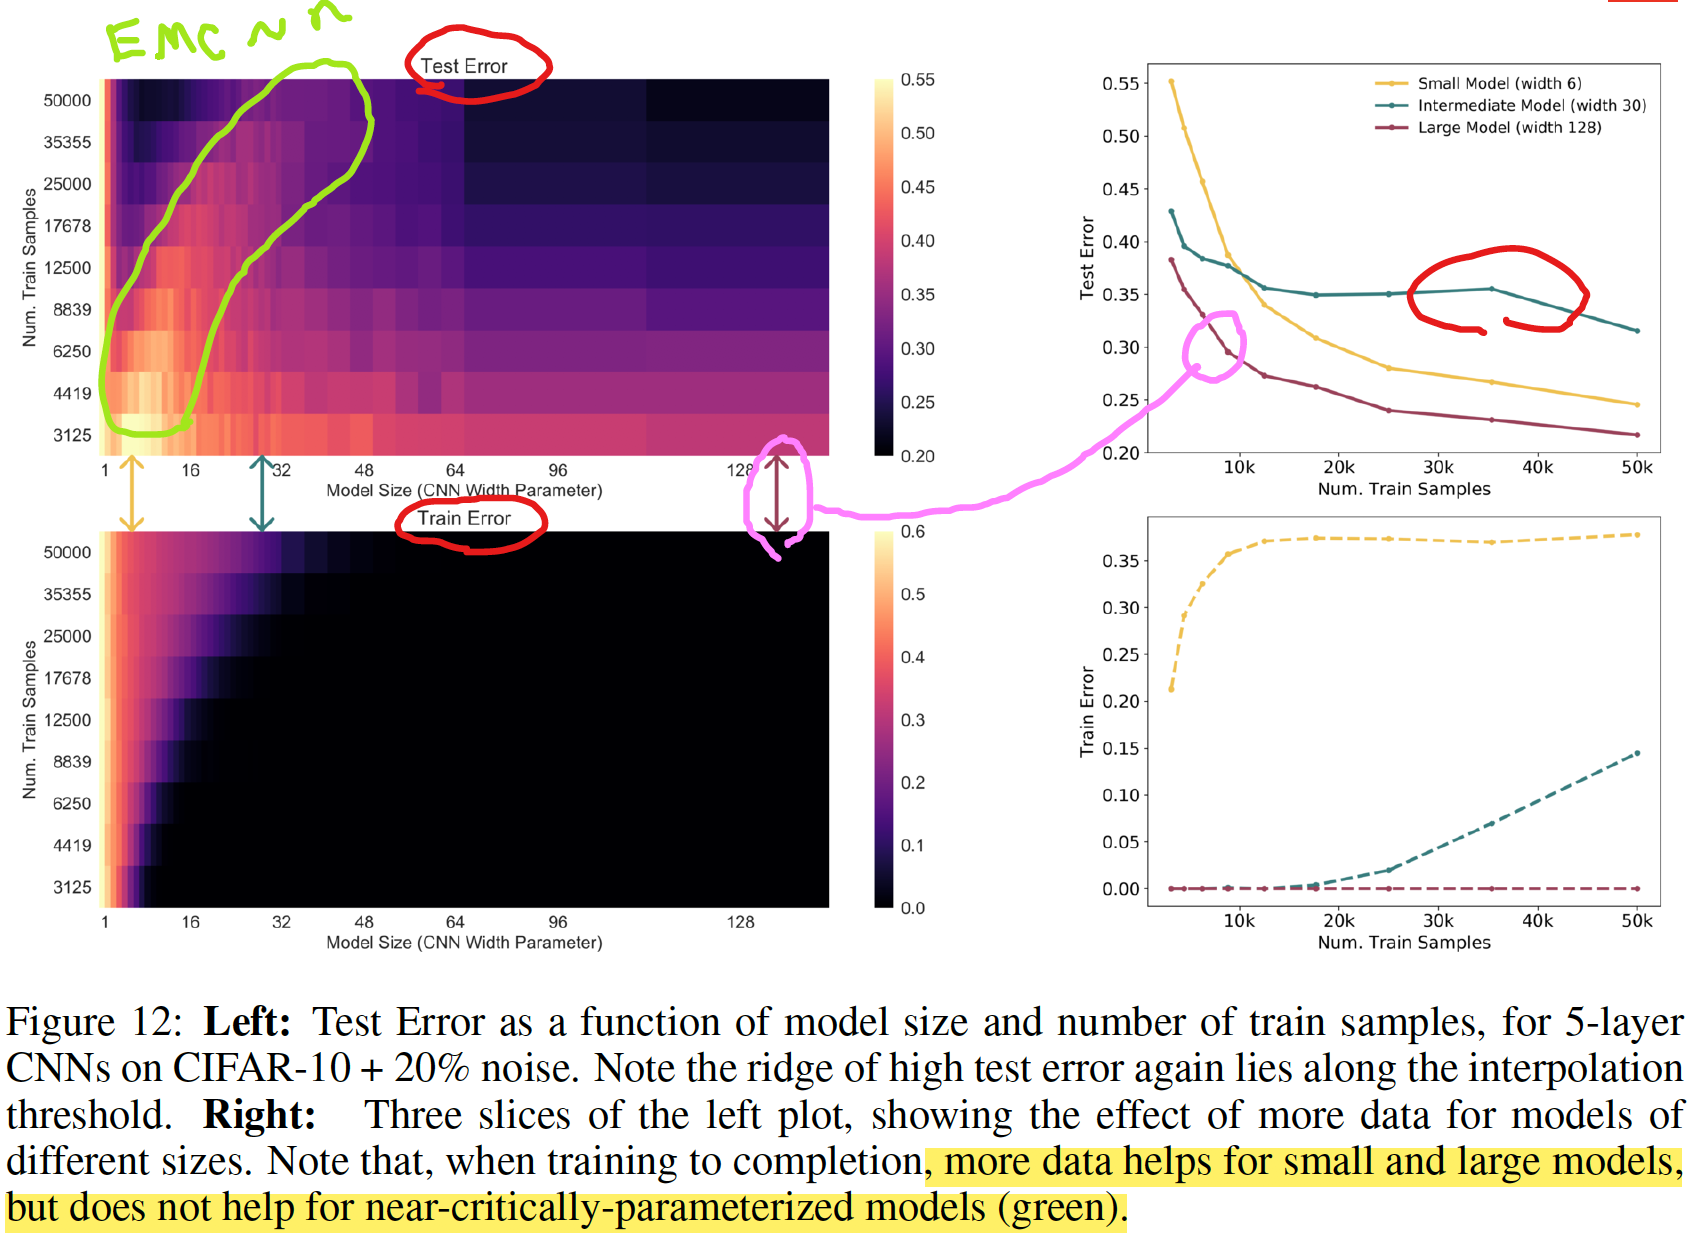 EMC ~ n
Test Error
50000
35355
25000
17678
12500
8839
6250
4419
3125
Num. Train Samples
1 16 32 48 64 96 128
Model Size (CNN Width Parameter)
0.55
0.50
0.45
0.40
0.35
0.30
0.25
0.20
Train Error
50000
35355
25000
17678
12500
8839
6250
4419
3125
Num. Train Samples
1 16 32 48 64 96 128
Model Size (CNN Width Parameter)
0.6
0.5
0.4
0.3
0.2
0.1
0.0
Small Model (width 6)
Intermediate Model (width 30)
Large Model (width 128)
0.55
0.50
0.45
0.40
0.35
0.30
0.25
0.20
Test Error
10k 20k 30k 40k 50k
Num. Train Samples
0.35
0.30
0.25
0.20
0.15
0.10
0.05
0.00
Train Error
10k 20k 30k 40k 50k
Num. Train Samples
Figure 12: Left: Test Error as a function of model size and number of train samples, for 5-layer
CNNs on CIFAR-10 + 20% noise. Note the ridge of high test error again lies along the interpolation
threshold. Right: Three slices of the left plot, showing the effect of more data for models of
different sizes. Note that, when training to completion, more data helps for small and large models,
but does not help for near-critically-parameterized models (green).